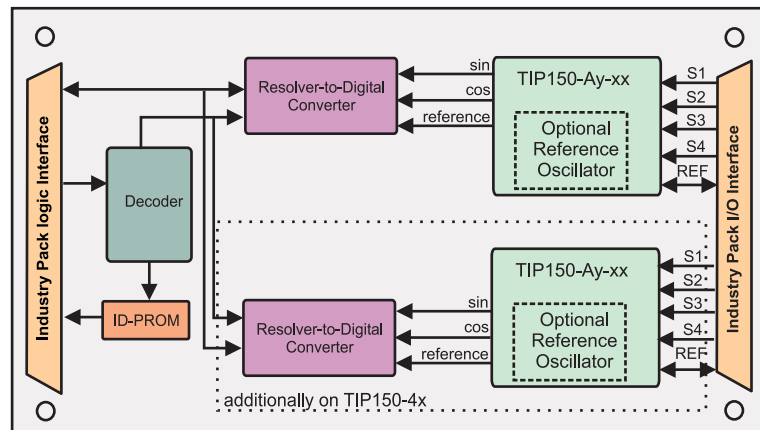 Industry Pack logic Interface
Decoder
ID-PROM
Resolver-to-Digital
Converter
sin
cos
reference
TIP150-Ay-xx
Optional
Reference
Oscillator
S1
S2
S3
S4
REF
Industry Pack I/O Interface
Resolver-to-Digital
Converter
sin
cos
reference
TIP150-Ay-xx
Optional
Reference
Oscillator
S1
S2
S3
S4
REF
additionally on TIP150-4x